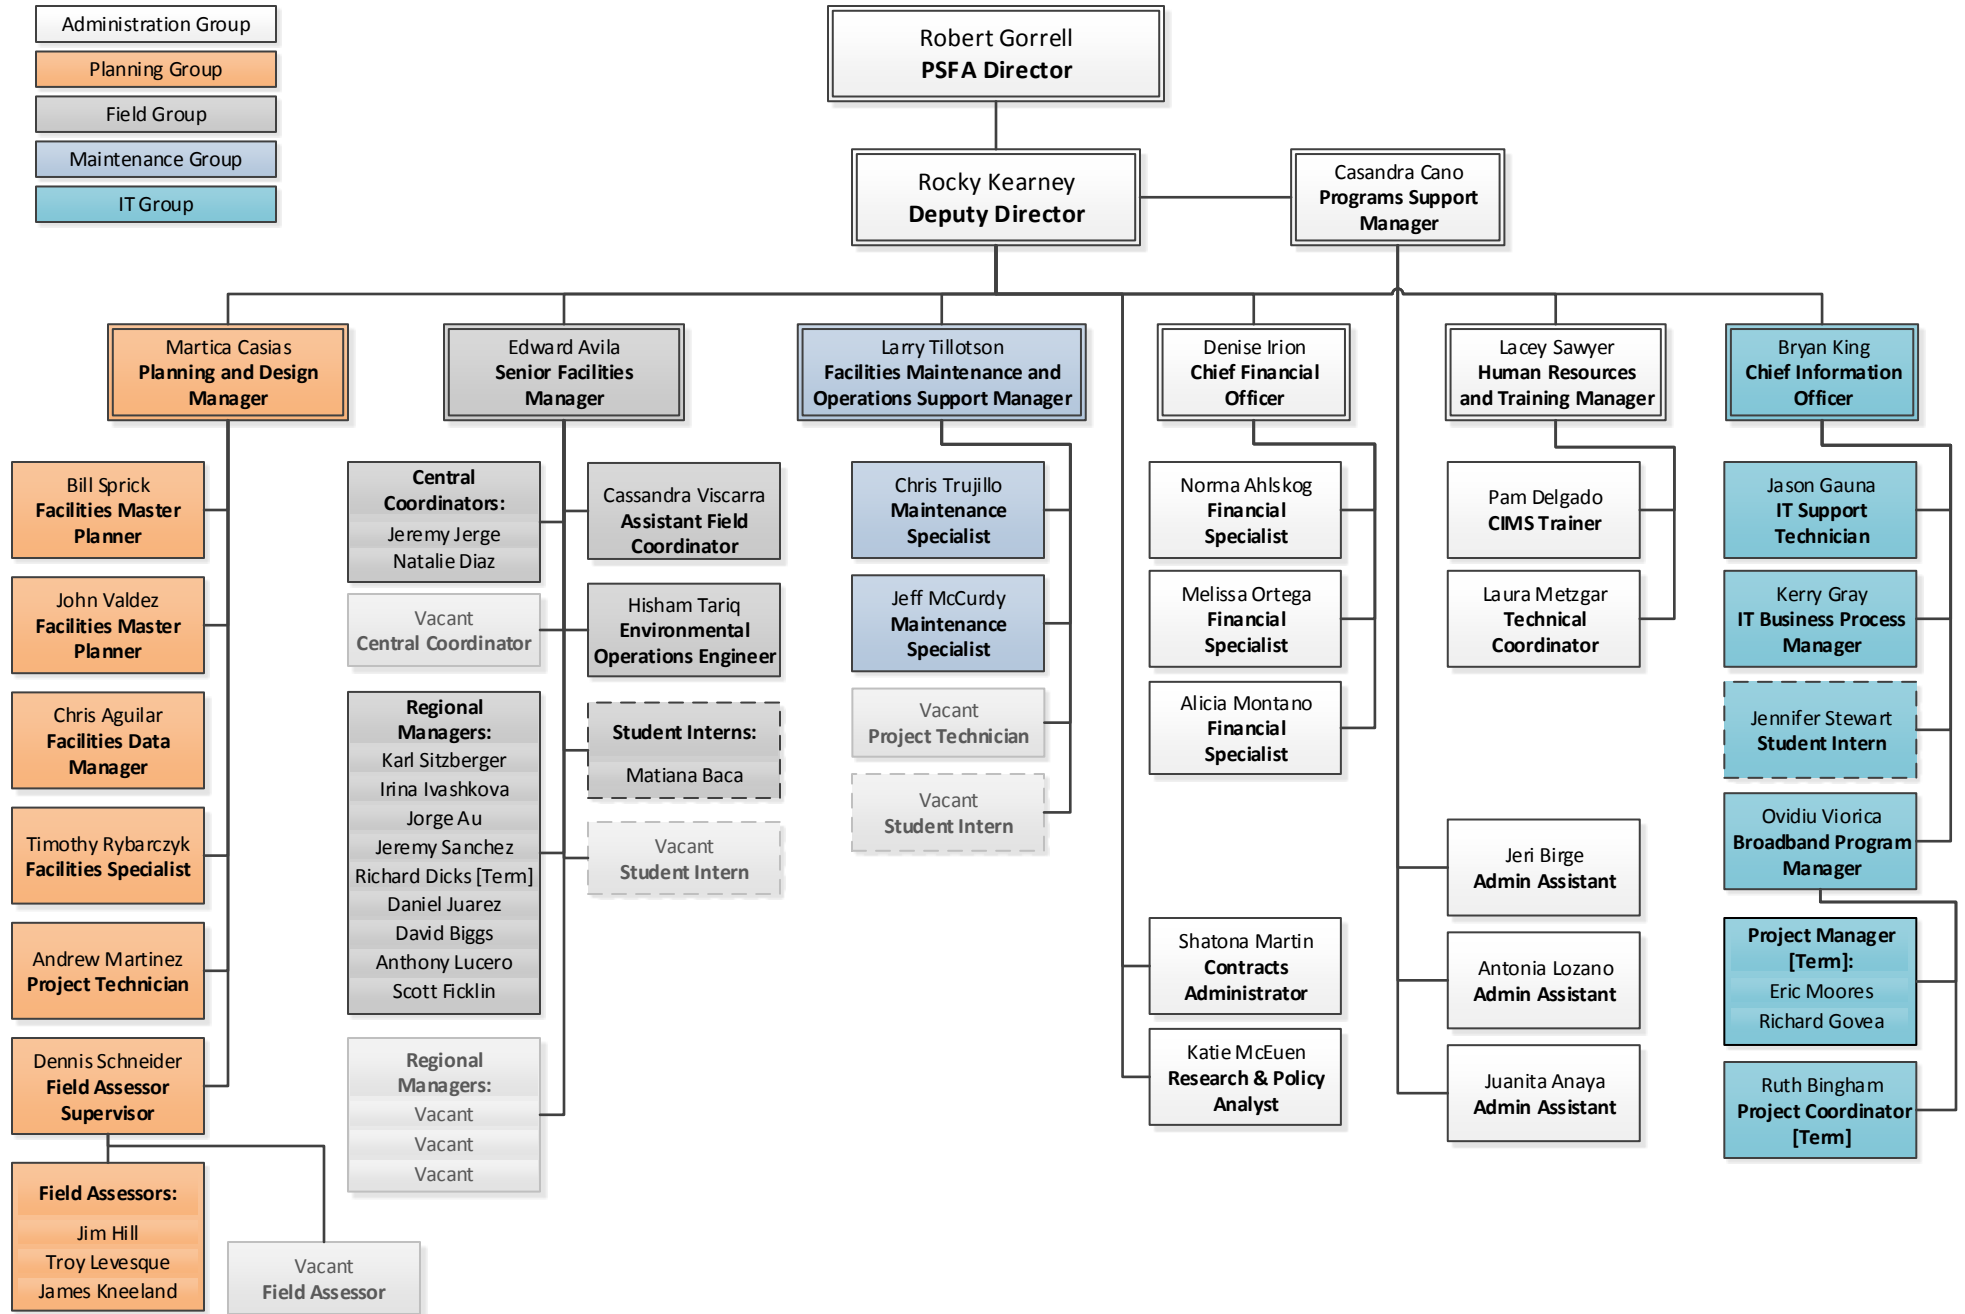 Administration Group
Planning Group
Field Group
Maintenance Group
IT Group
Robert Gorrell
PSFA Director
Rocky Kearney
Deputy Director
Casandra Cano
Programs Support
Manager
Martica Casias
Planning and Design
Manager
Edward Avila
Senior Facilities
Manager
Larry Tillotson
Facilities Maintenance and
Operations Support Manager
Denise Irion
Chief Financial
Officer
Lacey Sawyer
Human Resources
and Training Manager
Bryan King
Chief Information
Officer
Bill Sprick
Facilities Master
Planner
John Valdez
Facilities Master
Planner
Chris Aguilar
Facilities Data
Manager
Timothy Rybarczyk
Facilities Specialist
Andrew Martinez
Project Technician
Dennis Schneider
Field Assessor
Supervisor
Field Assessors:
Jim Hill
Troy Levesque
James Kneeland
Vacant
Field Assessor
Central
Coordinators:
Jeremy Jerge
Natalie Diaz
Vacant
Central Coordinator
Regional
Managers:
Karl Sitzberger
Irina Ivashkova
Jorge Au
Jeremy Sanchez
Richard Dicks [Term]
Daniel Juarez
David Biggs
Anthony Lucero
Scott Ficklin
Regional
Managers:
Vacant
Vacant
Vacant
Cassandra Viscarra
Assistant Field
Coordinator
Hisham Tariq
Environmental
Operations Engineer
Student Interns:
Matiana Baca
Vacant
Student Intern
Chris Trujillo
Maintenance
Specialist
Jeff McCurdy
Maintenance
Specialist
Vacant
Project Technician
Vacant
Student Intern
Norma Ahlskog
Financial
Specialist
Melissa Ortega
Financial
Specialist
Alicia Montano
Financial
Specialist
Shatona Martin
Contracts
Administrator
Katie McEuen
Research & Policy
Analyst
Pam Delgado
CIMS Trainer
Laura Metzgar
Technical
Coordinator
Jeri Birge
Admin Assistant
Antonia Lozano
Admin Assistant
Juanita Anaya
Admin Assistant
Jason Gauna
IT Support
Technician
Kerry Gray
IT Business Process
Manager
Jennifer Stewart
Student Intern
Ovidiu Viorica
Broadband Program
Manager
Project Manager
[Term]:
Eric Moores
Richard Govea
Ruth Bingham
Project Coordinator
[Term]